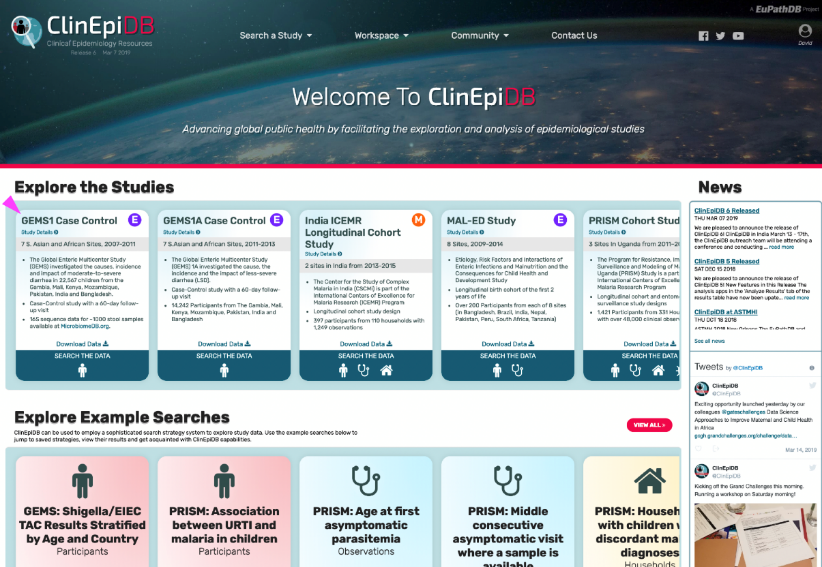 A EuPathDB Project
ClinEpiDB
Clinical Epidemiology Resources
Release 6 Mar 7 2019
Search a Study
Workspace
Community
Contact Us
David
Welcome To ClinEpiDB
Advancing global public health by facilitating the exploration and analysis of epidemiological studies
Explore the Studies
GEMS1 Case Control
E
Study Details
7 S. Asian and African Sites, 2007-2011
The Global Enteric Multicenter Study
(GEMS) investigated the causes, incidence
and impact of moderate-to-severe
diarrhea in 22,567 children from the
Gambia, Mali, Kenya, Mozambique,
Pakistan, India and Bangladesh.
Case-Control study with a 60-day follow-
up visit
16S sequence data for ~1000 stool samples
available at MicrobiomeDB.org.
Download Data
SEARCH THE DATA
GEMS1A Case Control
E
Study Details
7 S.Asian and African Sites, 2011-2013
The Global Enteric Multicenter Study
(GEMS) 1A investigated the cause, the
incidence and the impact of less-severe
diarrhea (LSD).
Case-Control study with a 60-day follow-
up visit
14,242 Participants from The Gambia, Mali,
Kenya, Mozambique, Pakistan, India and
Bangladesh
Download Data
SEARCH THE DATA
India ICEMR
Longitudinal Cohort
Study
M
Study Details
2 sites in India from 2013-2015
The Center for the Study of Complex
Malaria in India (CSCMi) is part of the
International Centers of Excellence for
Malaria Research (ICEMR) Program
Longitudinal cohort study design
397 participants from 110 households with
1,249 observations
Download Data
SEARCH THE DATA
MAL-ED Study
E
Study Details
8 Sites, 2009-2014
Etiology, Risk Factors and Interactions of
Enteric Infections and Malnutrition and the
Consequences for Child Health and
Development Study
Longitudinal birth cohort of the first 2
years of life
Over 200 Participants from each of 8 sites
(in Bangladesh, Brazil, India, Nepal,
Pakistan, Peru, South Africa, Tanzania)
Download Data
SEARCH THE DATA
PRISM Cohort Stud
Study Details
3 Sites In Uganda from 2011-2
The Program for Resistance, Im
Surveillance and Modeling of M
Uganda (PRISM) Study is a part
International Centers of Excelle
Malaria Research Program
Longitudinal cohort and entom
surveillance study designs
1,421 Participants from 331 Hou
with over 48,000 clinical obser
Download Data
SEARCH THE DATA
News
ClinEpiDB 6 Released
THU MAR 07 2019
We are pleased to announce the release of
ClinEpiDB 6! ClinEpiDB in India March 13 - 17th,
the ClinEpiDB outreach team will be attending a
conference and conducting ... read more
ClinEpiDB 5 Released
SAT DEC 15 2018
We are pleased to announce the release of
ClinEpiDB 5! New Features in this Release The
analysis apps in the 'Analyze Results' tab of the
results table have now been upate... read more
ClinEpiDB at ASTMH!
THU OCT 18 2018
See all news
Tweets by @ClinEpiDB
ClinEpiDB
@ClinEpiDB
Exciting opportunity launched yesterday by our
colleagues @gatesfoundation Data Science
Approaches to Improve Maternal and Child Health
in Africa
gcgh.grandchallenges.org/challenge/data…
Mar 14, 2019
ClinEpiDB
@ClinEpiDB
Kicking off the Grand Challenges this morning.
Running a workshop on Saturday morning!
Explore Example Searches
ClinEpiDB can be used to employ a sophisticated search strategy system to explore study data. Use the example searches below to
jump to saved strategies, view their results and get acquainted with ClinEpiDB capabilities.
VIEW ALL >
GEMS: Shigella/EIEC
TAC Results Stratified
by Age and Country
Participants
PRISM: Association
between URTI and
malaria in children
Participants
PRISM: Age at first
asymptomatic
parasitemia
Observations
PRISM: Middle
consecutive
asymptomatic visit
where a sample is
available
PRISM: Househ
with children w
discordant ma
diagnoses
Households